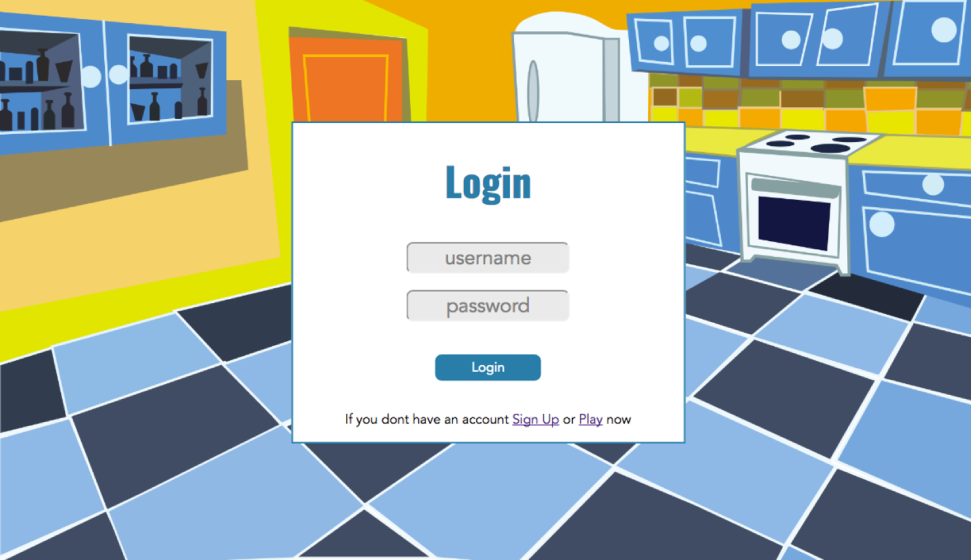 Login
username
password
Login
If you dont have an account Sign Up or Play now